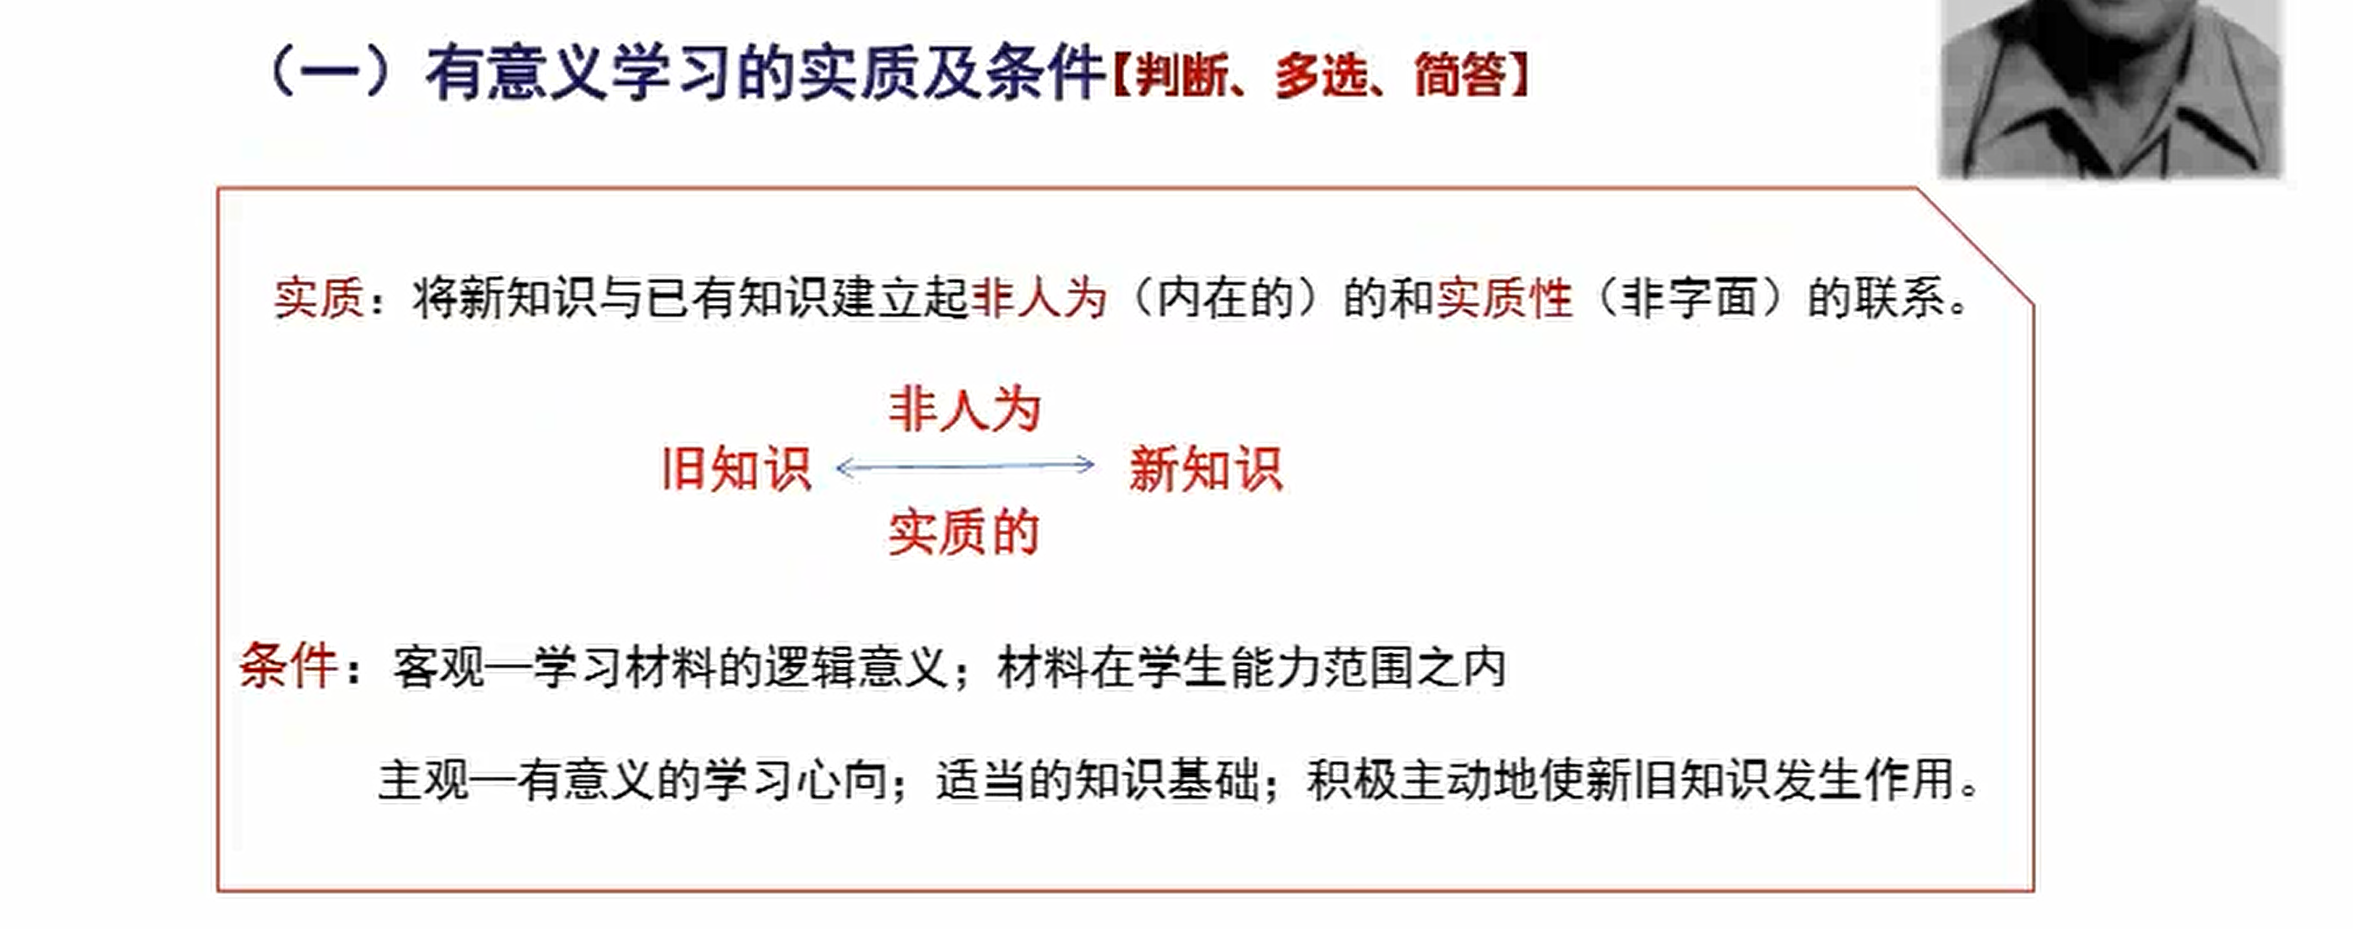 （一）有意义学习的实质及条件【判断、多选、简答】
实质：将新知识与已有知识建立起非人为（内在的）的和实质性（非字面）的联系。
非人为
旧知识 新知识
实质的
条件：客观—学习材料的逻辑意义；材料在学生能力范围之内
主观—有意义的学习心向；适当的知识基础；积极主动地使新旧知识发生作用。